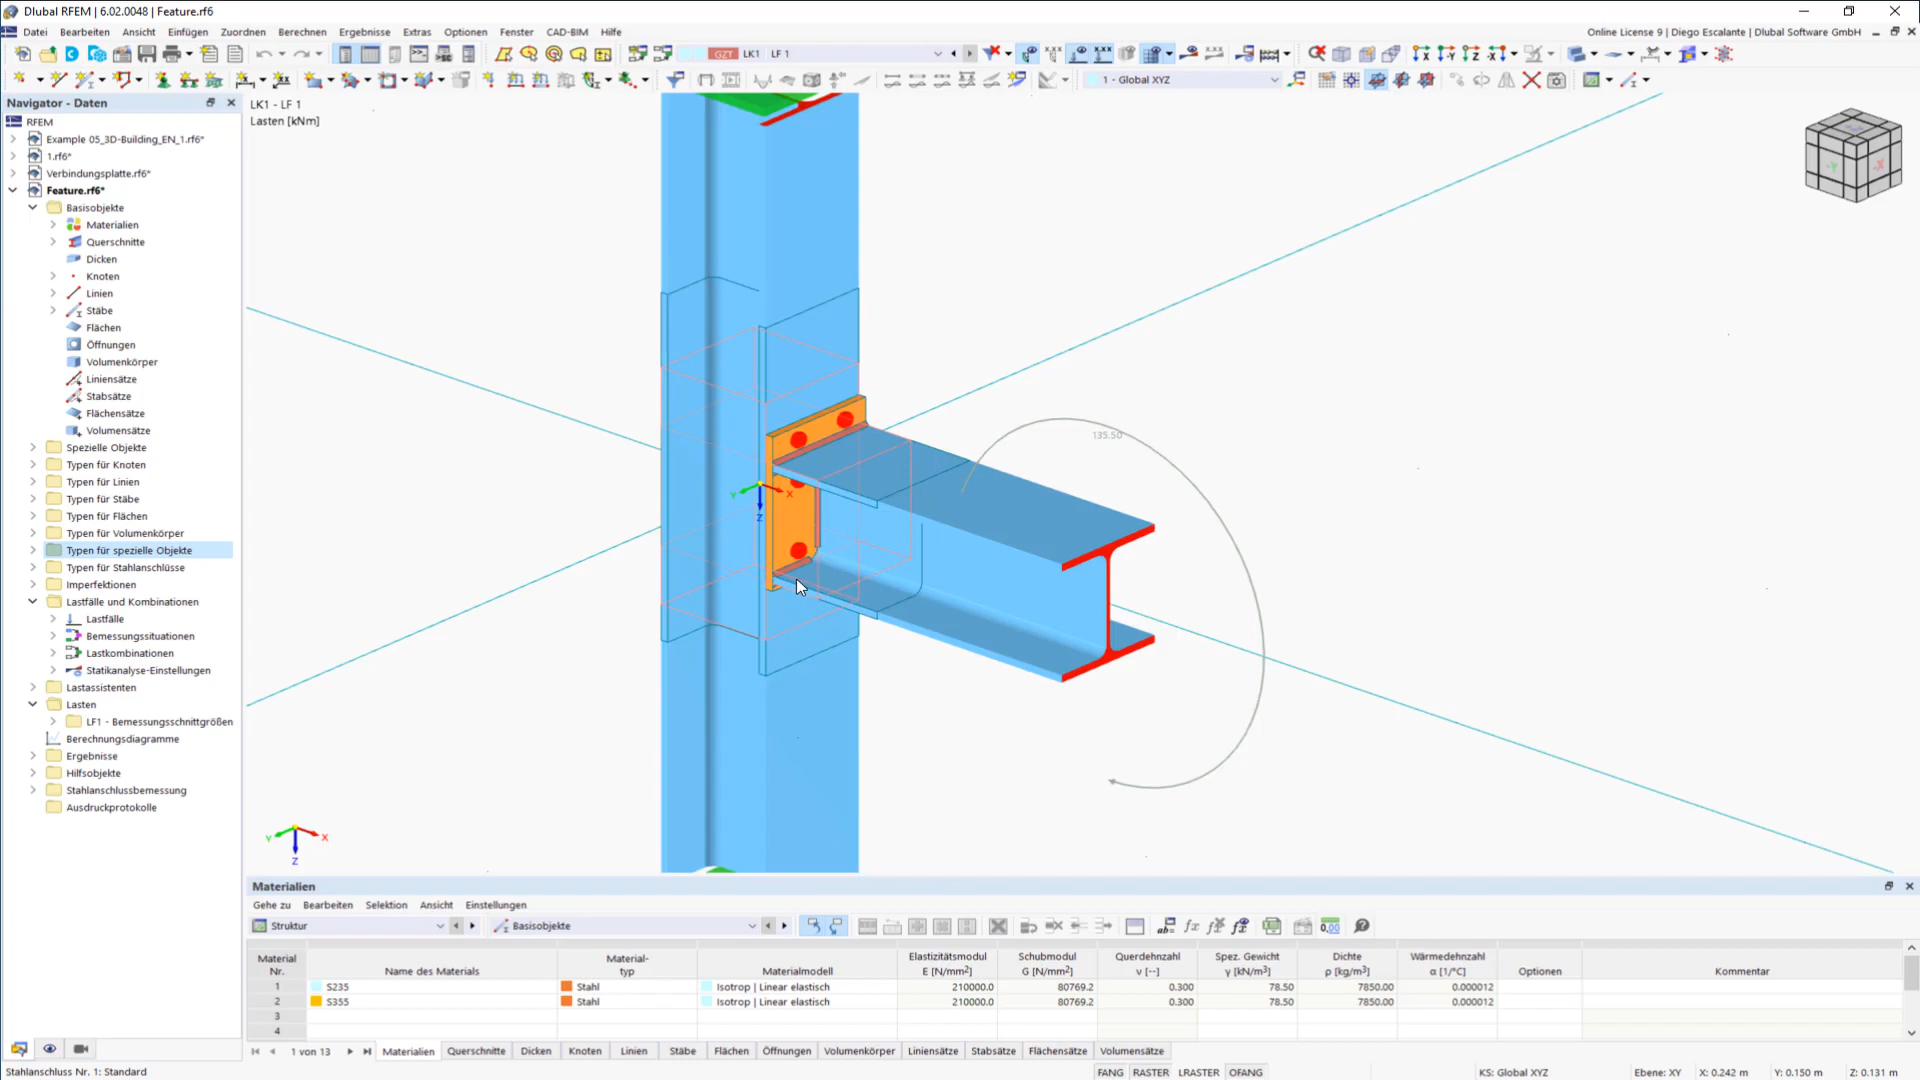 Dlubal RFEM | 6.02.0048 | Feature.rf6
Datei Bearbeiten Ansicht Einfügen Zuordnen Berechnen Ergebnisse Extras Optionen Fenster CAD-BIM Hilfe
Online License 9 | Diego Escalante | Dlubal Software GmbH
GZT LK1 LF 1
1 - Global XYZ
Navigator - Daten
RFEM
Example 05_3D-Building_EN_1.rf6*
1.rf6*
Verbindungsplatte.rf6*
Feature.rf6*
Basisobjekte
Materialien
Querschnitte
Dicken
Knoten
Linien
Stäbe
Flächen
Öffnungen
Volumenkörper
Liniensätze
Stabsätze
Flächensätze
Volumensätze
Spezielle Objekte
Typen für Knoten
Typen für Linien
Typen für Stäbe
Typen für Flächen
Typen für Volumenkörper
Typen für spezielle Objekte
Typen für Stahlanschlüsse
Imperfektionen
Lastfälle und Kombinationen
Lastfälle
Bemessungssituationen
Lastkombinationen
Statikanalyse-Einstellungen
Lastassistenten
Lasten
LF1 - Bemessungsschnittgrößen
Berechnungsdiagramme
Ergebnisse
Hilfsobjekte
Stahlanschlussbemessung
Ausdruckprotokolle
LK1 - LF 1
Lasten [kNm]
135.50
X
Y
Z
-Y
-X
X
Y
Z
Materialien
Gehe zu Bearbeiten Selektion Ansicht Einstellungen
Struktur
Basisobjekte
Material Nr. Name des Materials Material-typ Materialmodell Elastizitätsmodul E [N/mm²] Schubmodul G [N/mm²] Querdehnzahl ν [--] Spez. Gewicht γ [kN/m³] Dichte ρ [kg/m³] Wärmedehnzahl α [1/°C] Optionen Kommentar
1 S235 Stahl Isotrop | Linear elastisch 210000.0 80769.2 0.300 78.50 7850.00 0.000012
2 S355 Stahl Isotrop | Linear elastisch 210000.0 80769.2 0.300 78.50 7850.00 0.000012
3
4
1 von 13 Materialien Querschnitte Dicken Knoten Linien Stäbe Flächen Öffnungen Volumenkörper Liniensätze Stabsätze Flächensätze Volumensätze
Stahlanschluss Nr. 1: Standard
FANG RASTER LRASTER OFANG
KS: Global XYZ
Ebene: XY X: 0.242 m Y: 0.150 m Z: 0.131 m